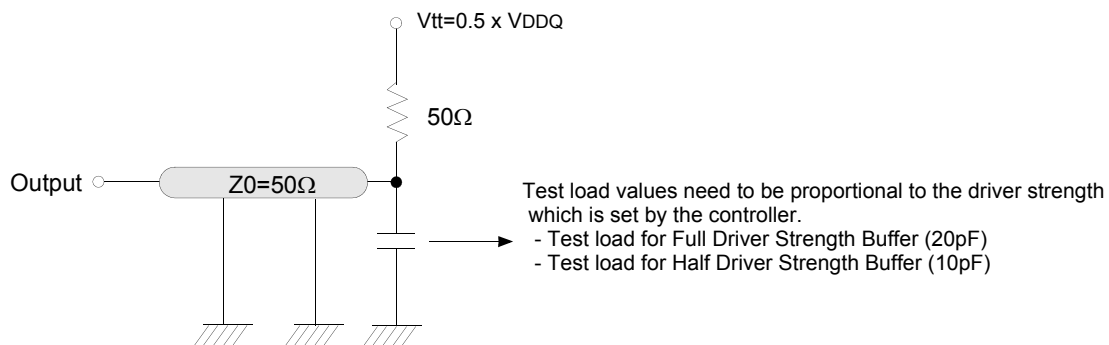 Vtt=0.5 x VDDQ
50Ω
Output
Z0=50Ω
Test load values need to be proportional to the driver strength
which is set by the controller.
- Test load for Full Driver Strength Buffer (20pF)
- Test load for Half Driver Strength Buffer (10pF)